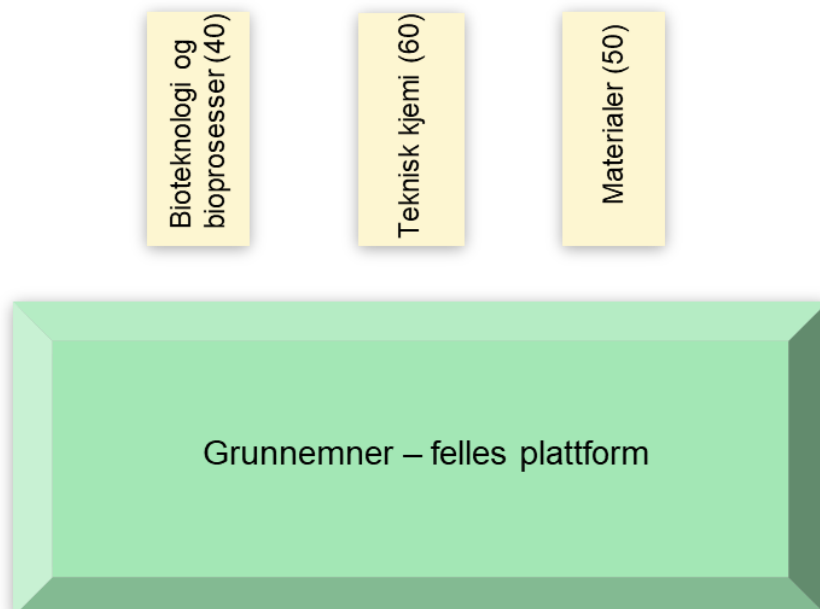 Bioteknologi og
bioprosesser (40)
Teknisk kjemi (60)
Materialer (50)
Grunnemner – felles plattform